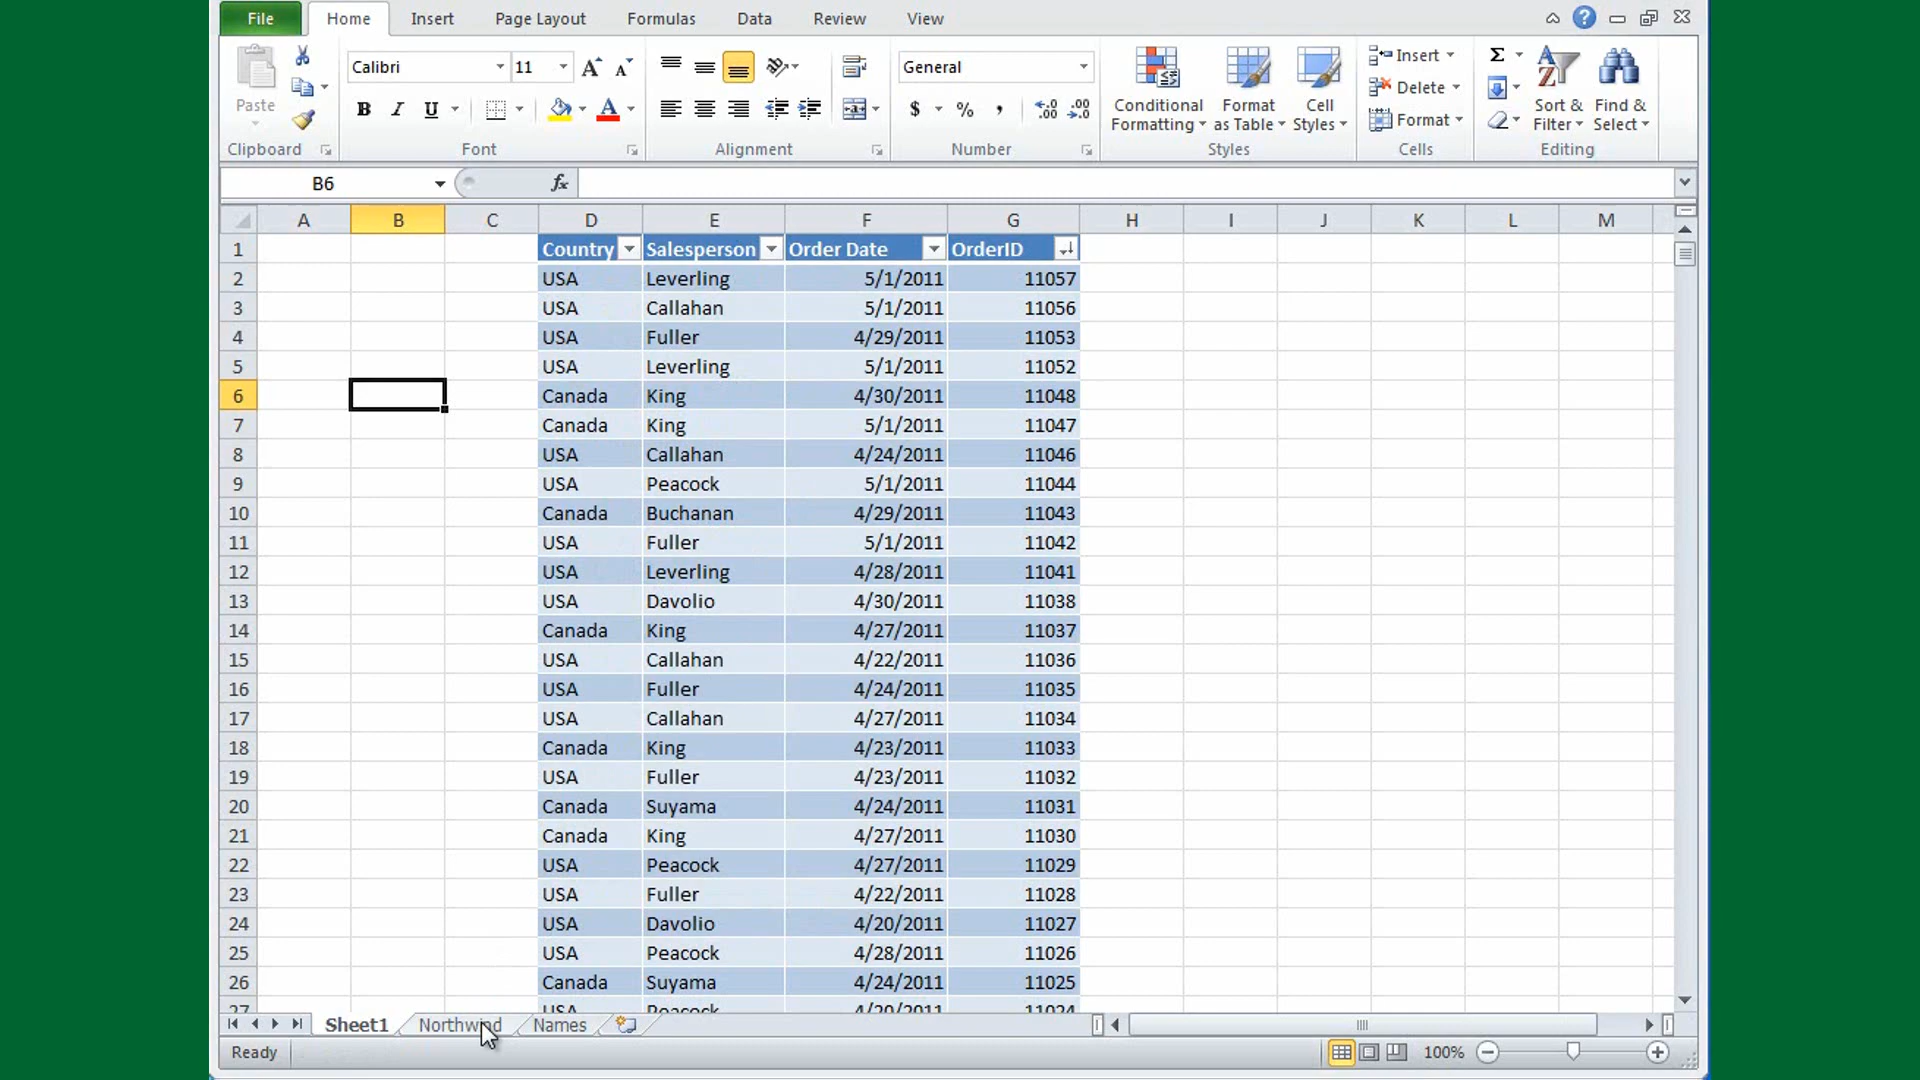 File Home Insert Page Layout Formulas Data Review View
Paste Calibri 11 General Conditional Formatting Format as Table Cell Styles Insert Delete Format Sort & Filter Find & Select
B I U A $ % , Σ
Clipboard Font Alignment Number Styles Cells Editing
B6 fx
A B C D E F G H I J K L M
1 Country Salesperson Order Date OrderID
2 USA Leverling 5/1/2011 11057
3 USA Callahan 5/1/2011 11056
4 USA Fuller 4/29/2011 11053
5 USA Leverling 5/1/2011 11052
6 Canada King 4/30/2011 11048
7 Canada King 5/1/2011 11047
8 USA Callahan 4/24/2011 11046
9 USA Peacock 5/1/2011 11044
10 Canada Buchanan 4/29/2011 11043
11 USA Fuller 5/1/2011 11042
12 USA Leverling 4/28/2011 11041
13 USA Davolio 4/30/2011 11038
14 Canada King 4/27/2011 11037
15 USA Callahan 4/22/2011 11036
16 USA Fuller 4/24/2011 11035
17 USA Callahan 4/27/2011 11034
18 Canada King 4/23/2011 11033
19 USA Fuller 4/23/2011 11032
20 Canada Suyama 4/24/2011 11031
21 Canada King 4/27/2011 11030
22 USA Peacock 4/27/2011 11029
23 USA Fuller 4/22/2011 11028
24 USA Davolio 4/20/2011 11027
25 USA Peacock 4/28/2011 11026
26 Canada Suyama 4/24/2011 11025
27 USA Peacock
Sheet1 Northwind Names
Ready 100%